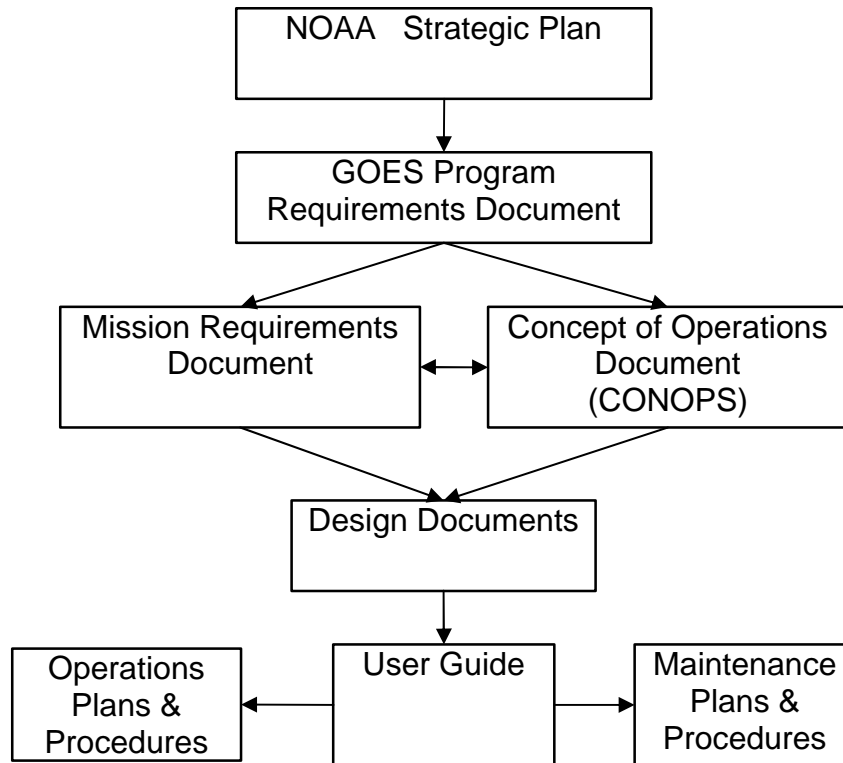 NOAA   Strategic Plan
GOES Program
Requirements Document
Mission Requirements
Document
Concept of Operations
Document
(CONOPS)
Design Documents
Operations
Plans &
Procedures
User Guide
Maintenance
Plans &
Procedures